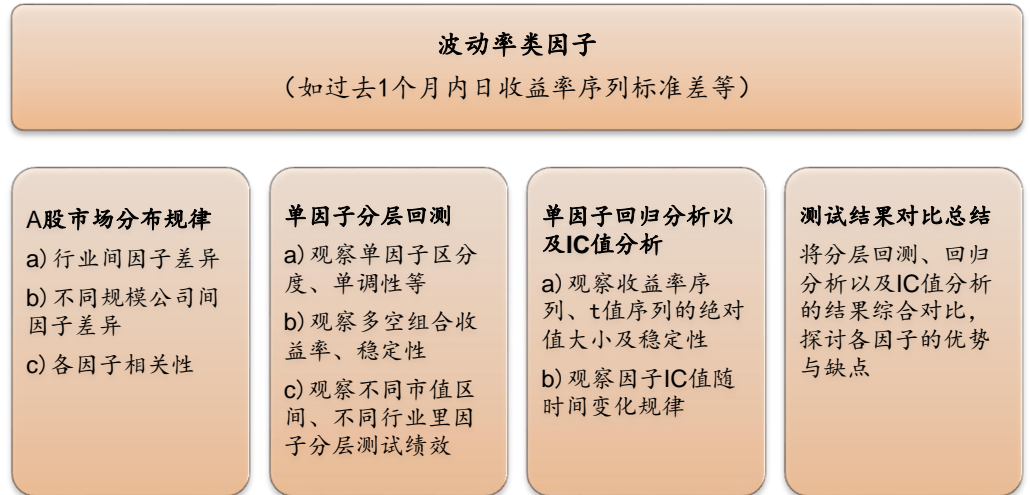 波动率类因子
（如过去1个月内日收益率序列标准差等）
A股市场分布规律
a)行业间因子差异
b)不同规模公司间
因子差异
c)各因子相关性
单因子分层回测
a)观察单因子区分
度、单调性等
b)观察多空组合收
益率、稳定性
c)观察不同市值区
间、不同行业里因
子分层测试绩效
单因子回归分析以
及IC值分析
a)观察收益率序
列、t值序列的绝对
值大小及稳定性
b)观察因子IC值随
时间变化规律
测试结果对比总结
将分层回测、回归
分析以及IC值分析
的结果综合对比，
探讨各因子的优势
与缺点